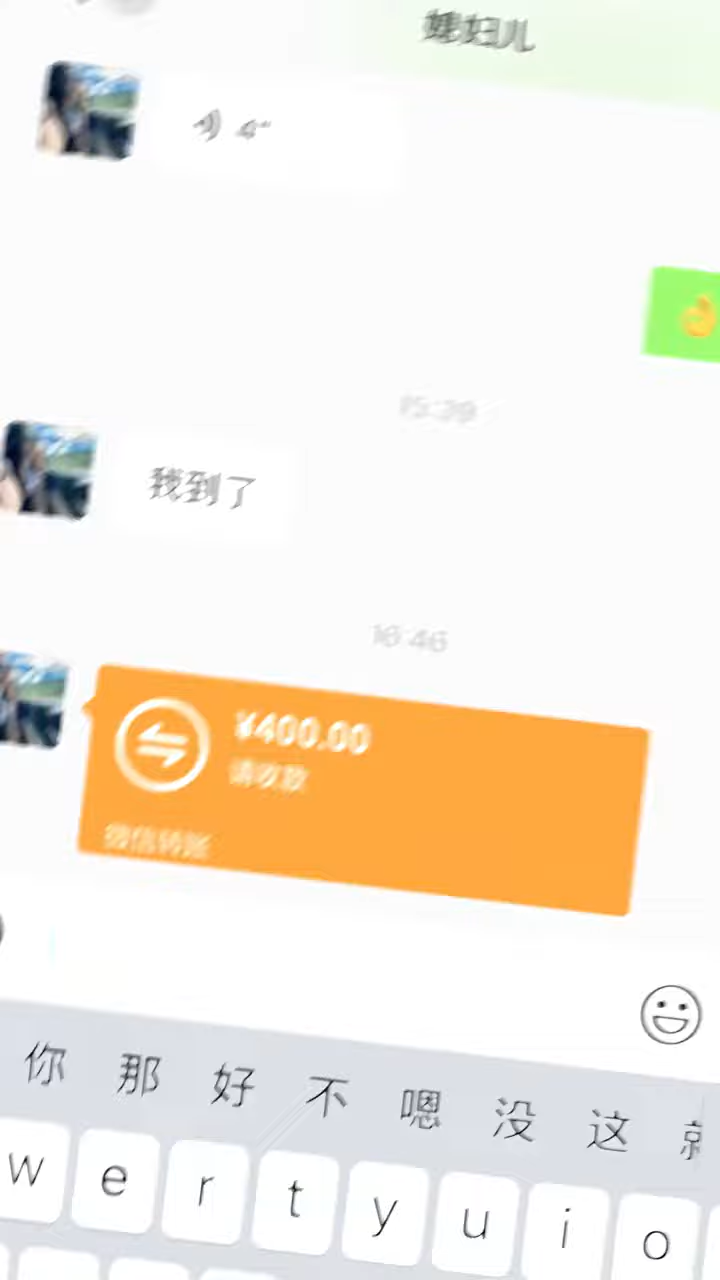 媳妇儿
4"
15:39
我到了
16:46
¥400.00
请收款
微信转账
你 那 好 不 嗯 没 这
w e r t y u i o